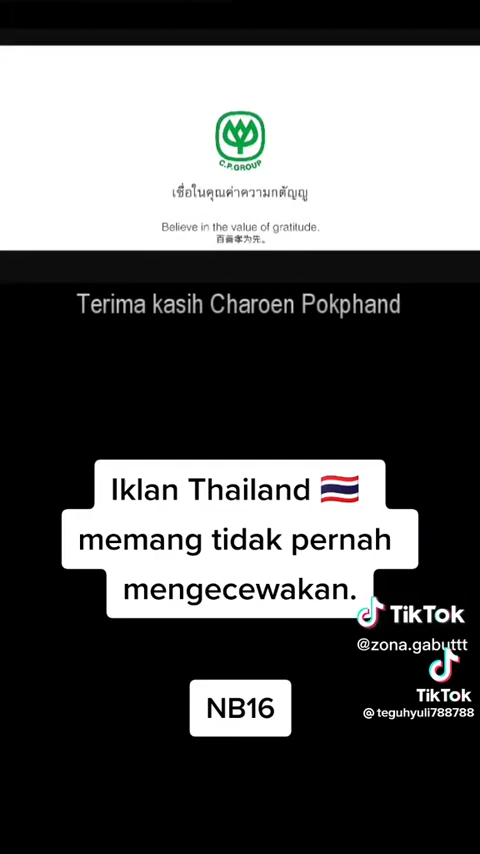 C.P.GROUP
เชื่อในคุณค่าความกตัญญู
Believe in the value of gratitude.
百善孝为先。
Terima kasih Charoen Pokphand
Iklan Thailand 🇹🇭
memang tidak pernah
mengecewakan.
TikTok
@zona.gabuttt
TikTok
@teguhyuli788788
NB16